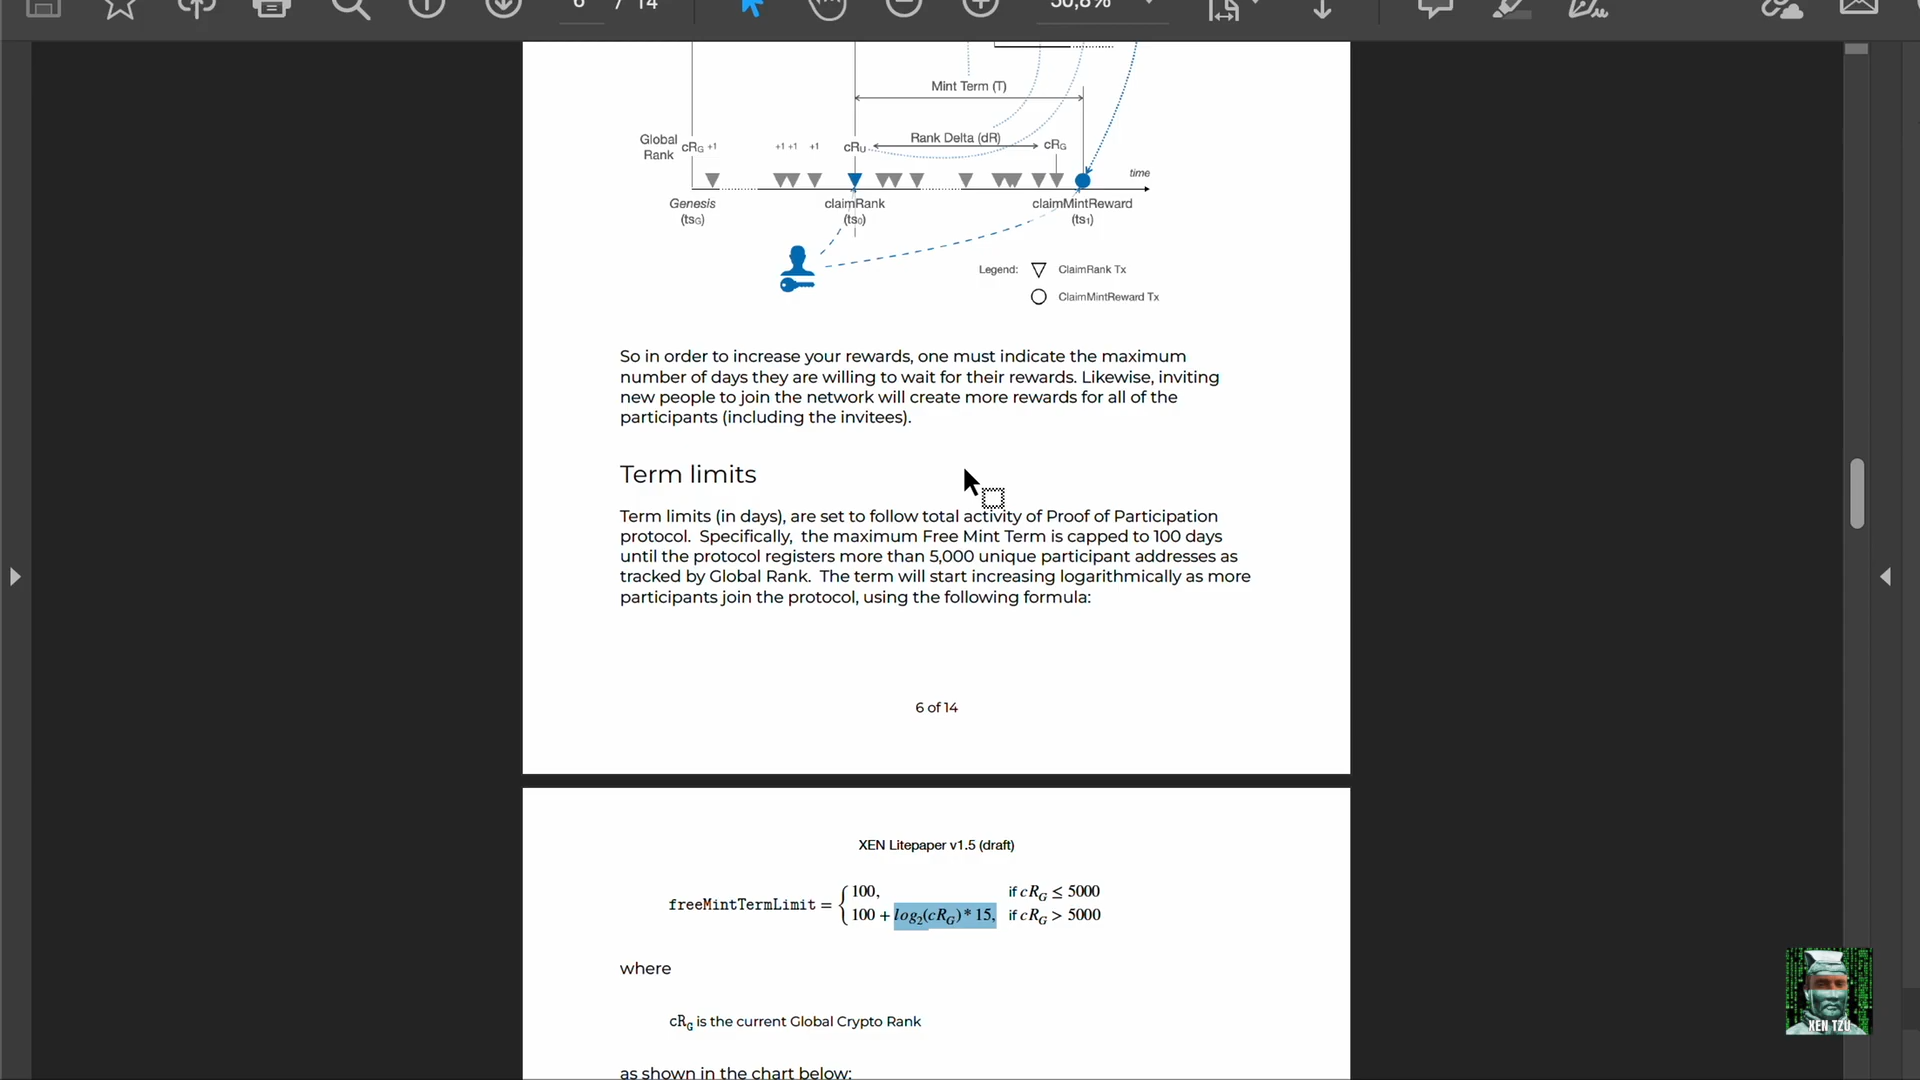 6 / 14
50,8%
Mint Term (T)
Rank Delta (dR)
Global Rank
cRG +1 +1 +1 +1 cRU cRG
time
Genesis (tsG)
claimRank (ts0)
claimMintReward (ts1)
Legend: ClaimRank Tx
ClaimMintReward Tx
So in order to increase your rewards, one must indicate the maximum
number of days they are willing to wait for their rewards. Likewise, inviting
new people to join the network will create more rewards for all of the
participants (including the invitees).
Term limits
Term limits (in days), are set to follow total activity of Proof of Participation
protocol. Specifically, the maximum Free Mint Term is capped to 100 days
until the protocol registers more than 5,000 unique participant addresses as
tracked by Global Rank. The term will start increasing logarithmically as more
participants join the protocol, using the following formula:
6 of 14
XEN Litepaper v1.5 (draft)
freeMintTermLimit = { 100, if cR_G ≤ 5000
100 + log₂(cR_G) * 15, if cR_G > 5000
where
cR_G is the current Global Crypto Rank
as shown in the chart below:
XEN TZU